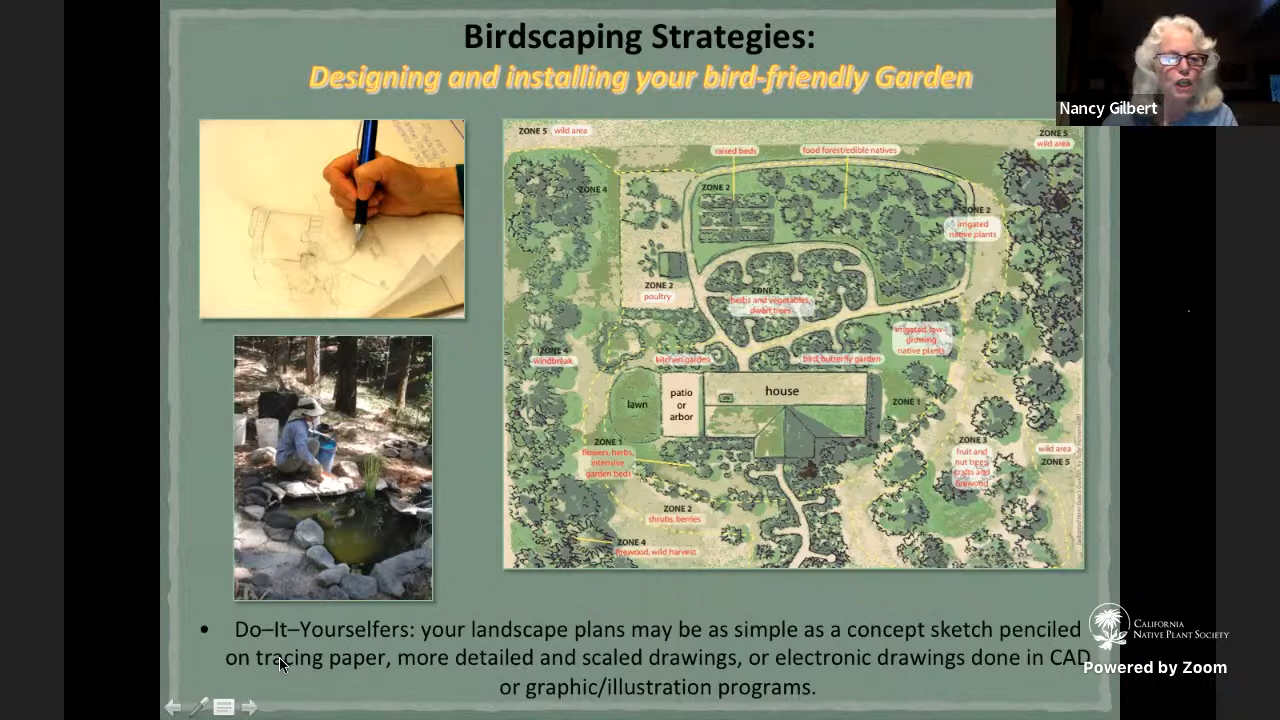 Birdscaping Strategies:
Designing and installing your bird-friendly Garden
Nancy Gilbert
ZONE 5 wild area
ZONE 5
wild area
raised beds
food forest/edible natives
ZONE 4
ZONE 2
ZONE 2
irrigated
native plants
ZONE 2
poultry
ZONE 2
herbs and vegetables,
dwarf trees
irrigated low-
growing
native plants
ZONE 4
windbreak
kitchen garden
bird, butterfly garden
lawn
patio
or
arbor
house
ZONE 1
ZONE 1
flowers, herbs,
intensive
garden beds
ZONE 3
fruit and
nut trees,
crafts and
firewood
wild area
ZONE 5
ZONE 2
shrubs, berries
ZONE 4
firewood, wild harvest
• Do–It–Yourselfers: your landscape plans may be as simple as a concept sketch penciled
on tracing paper, more detailed and scaled drawings, or electronic drawings done in CAD
or graphic/illustration programs.
CALIFORNIA
NATIVE PLANT SOCIETY
Powered by Zoom